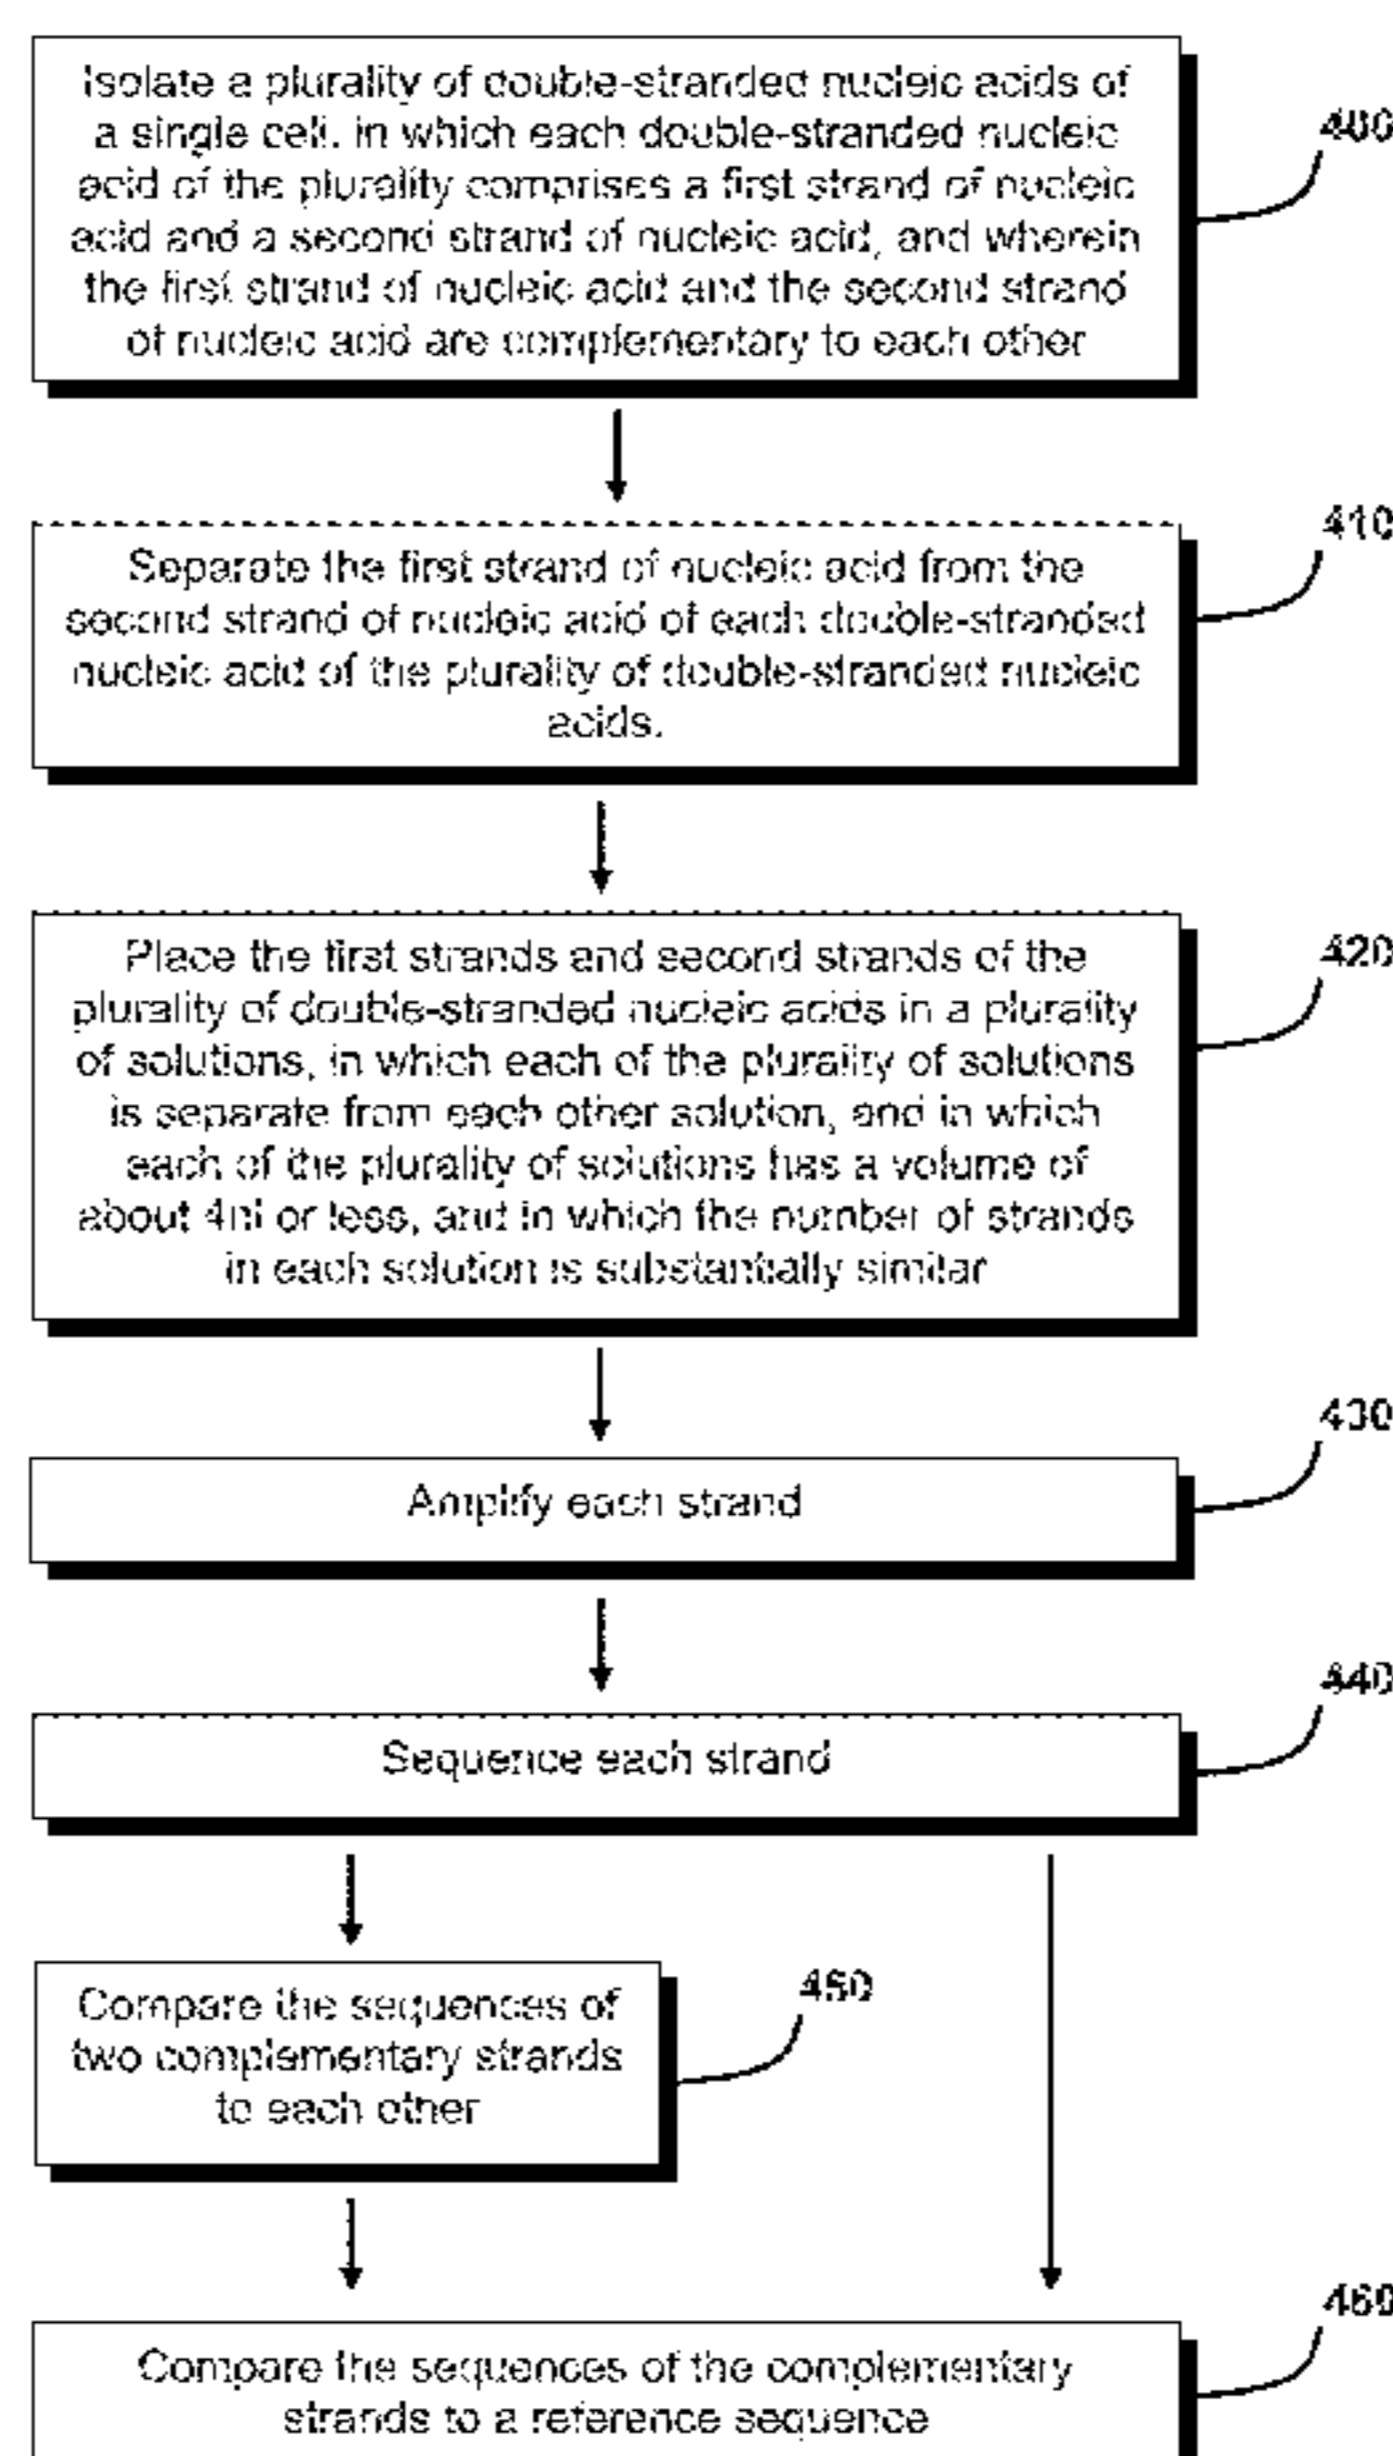 Isolate a plurality of double-stranded nucleic acids of
a single cell, in which each double-stranded nucleic
acid of the plurality comprises a first strand of nucleic
acid and a second strand of nucleic acid, and wherein
the first strand of nucleic acid and the second strand
of nucleic acid are complementary to each other
400
Separate the first strand of nucleic acid from the
second strand of nucleic acid of each double-stranded
nucleic acid of the plurality of double-stranded nucleic
acids.
410
Place the first strands and second strands of the
plurality of double-stranded nucleic acids in a plurality
of solutions, in which each of the plurality of solutions
is separate from each other solution, and in which
each of the plurality of solutions has a volume of
about 4nl or less, and in which the number of strands
in each solution is substantially similar
420
Amplify each strand
430
Sequence each strand
440
Compare the sequences of
two complementary strands
to each other
450
Compare the sequences of the complementary
strands to a reference sequence
460